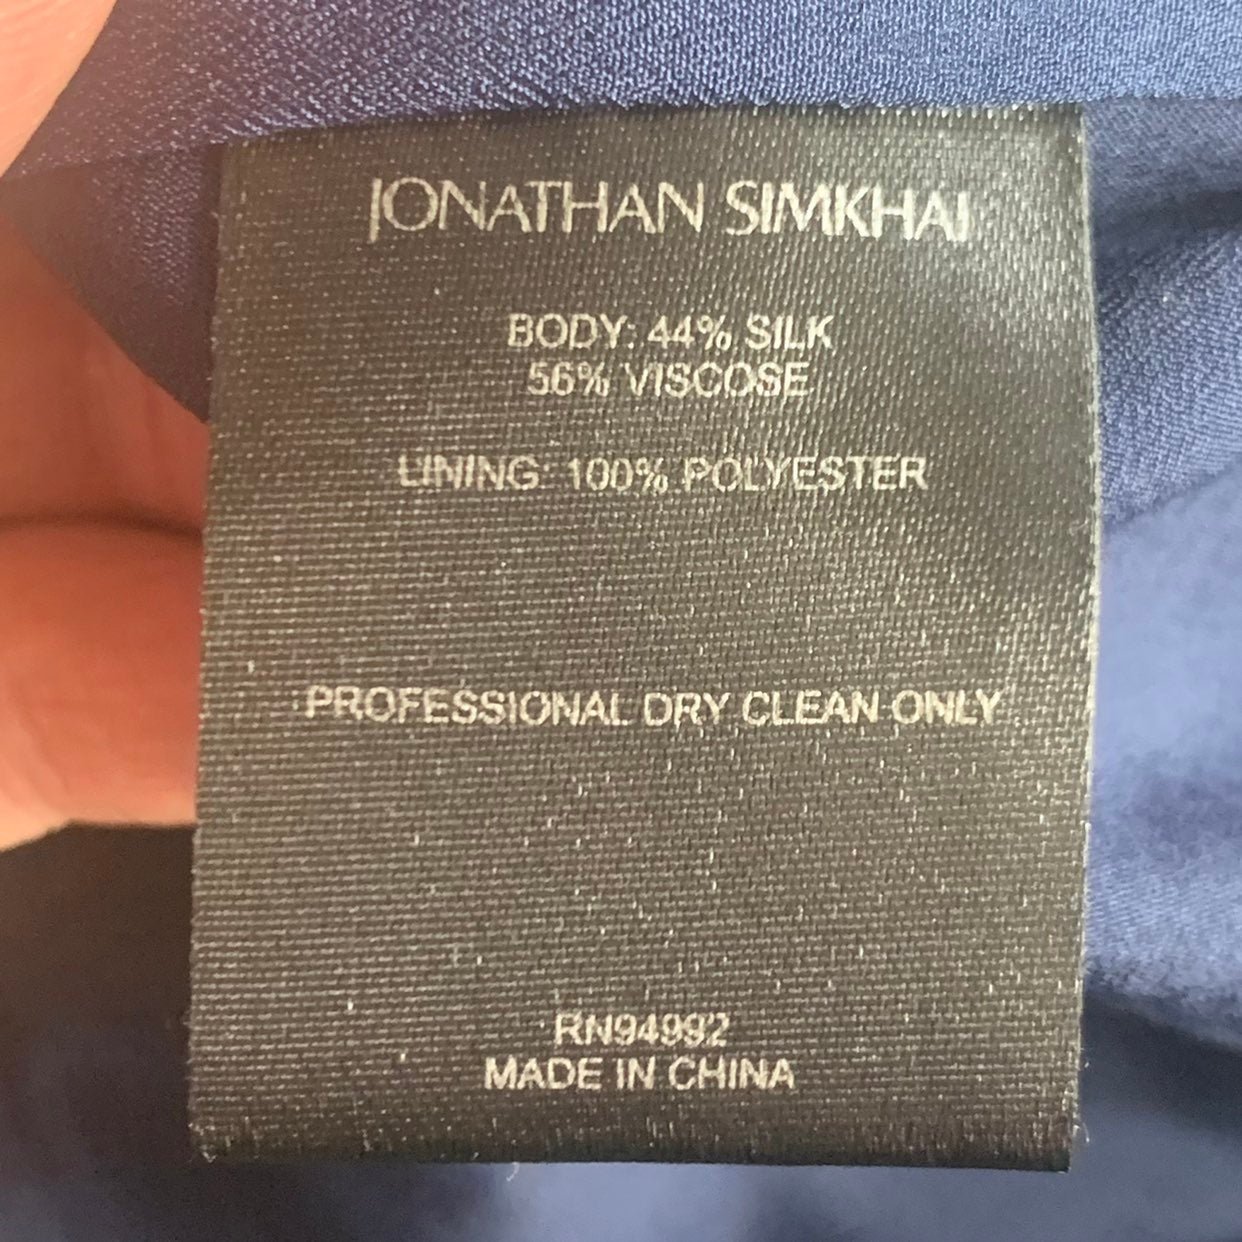 JONATHAN SIMKHAI
BODY: 44% SILK
56% VISCOSE
LINING: 100% POLYESTER
PROFESSIONAL DRY CLEAN ONLY
RN94992
MADE IN CHINA